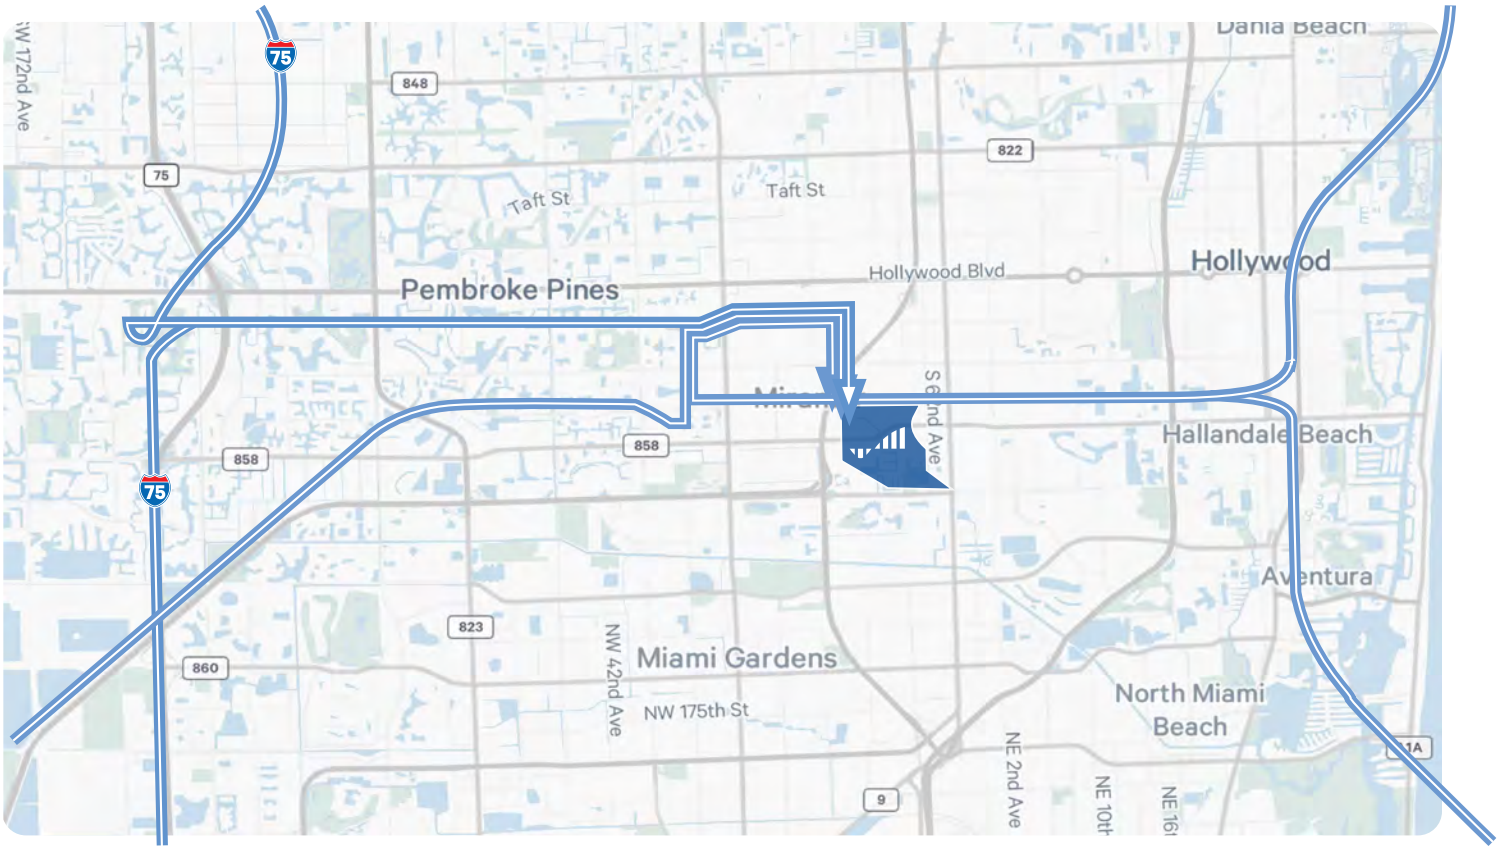 Dania Beach
SW 172nd Ave
75
848
822
75
Taft St
Taft St
Hollywood
Hollywood Blvd
Pembroke Pines
S 62nd Ave
Hallandale Beach
858
858
75
Aventura
823
NW 42nd Ave
Miami Gardens
860
North Miami
Beach
NW 175th St
NE 2nd Ave
A1A
NE 10th
9